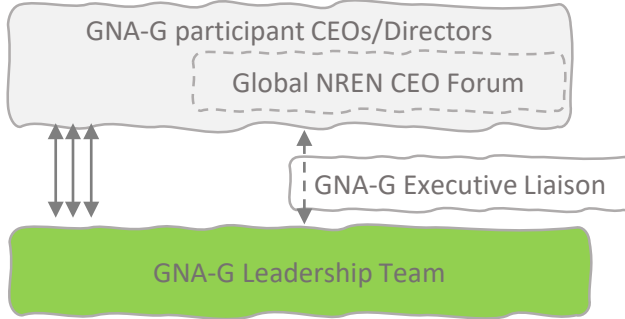 GNA-G participant CEOs/Directors
Global NREN CEO Forum
GNA-G Executive Liaison
GNA-G Leadership Team